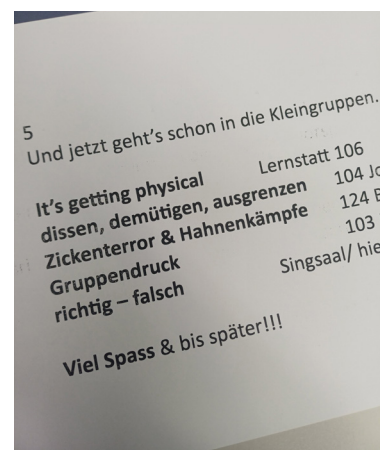 5
Und jetzt geht's schon in die Kleingruppen.
It's getting physical Lernstatt 106
dissen, demütigen, ausgrenzen 104
Zickenterror & Hahnenkämpfe 124
Gruppendruck 103
richtig – falsch Singsaal/
Viel Spass & bis später!!!